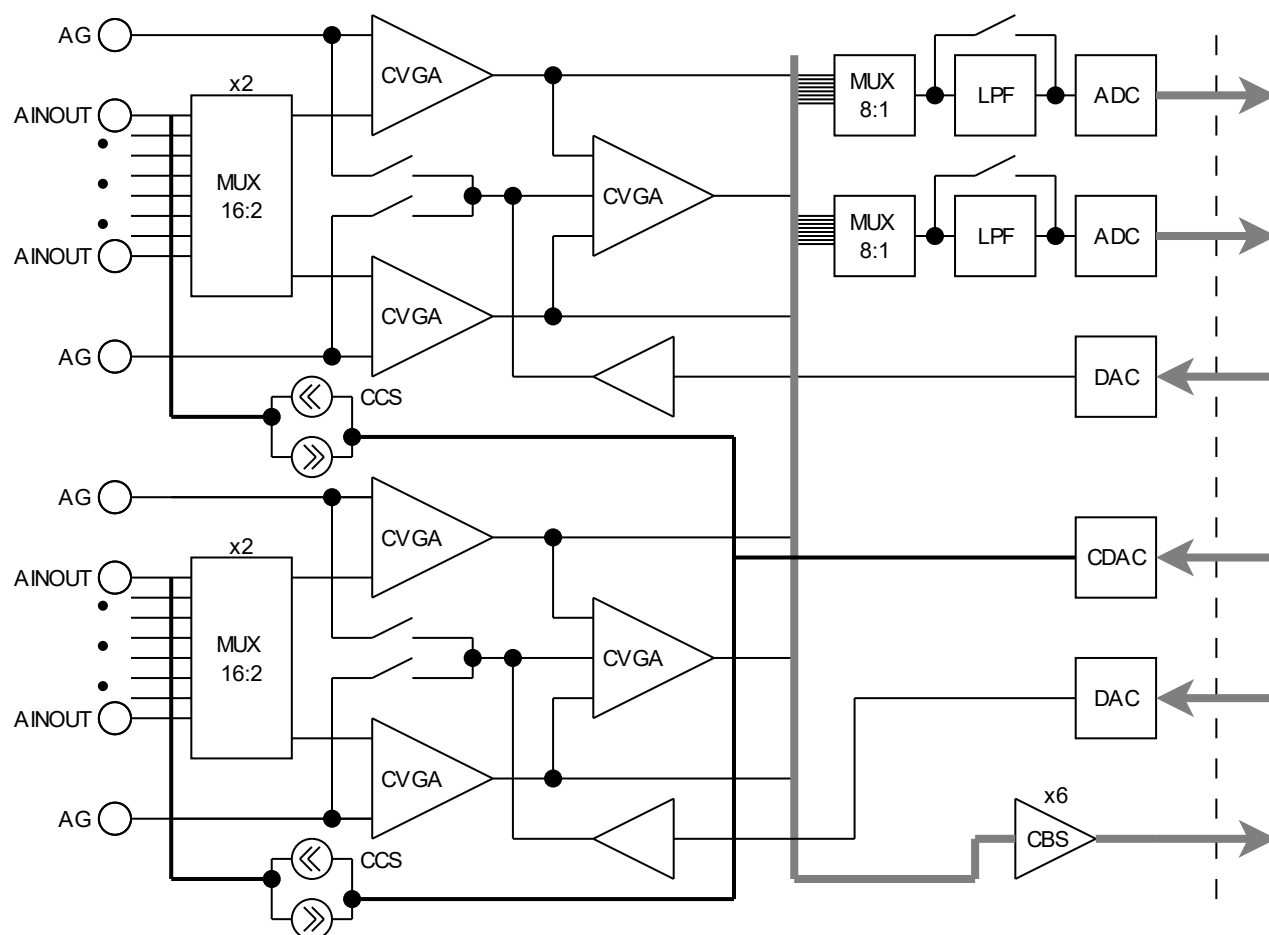 AG
CVGA
MUX
8:1
LPF
ADC
x2
AINOUT
MUX
16:2
CVGA
MUX
8:1
LPF
ADC
AINOUT
CVGA
AG
DAC
CCS
AG
CVGA
x2
CDAC
AINOUT
MUX
16:2
CVGA
DAC
AINOUT
CVGA
AG
x6
CBS
CCS